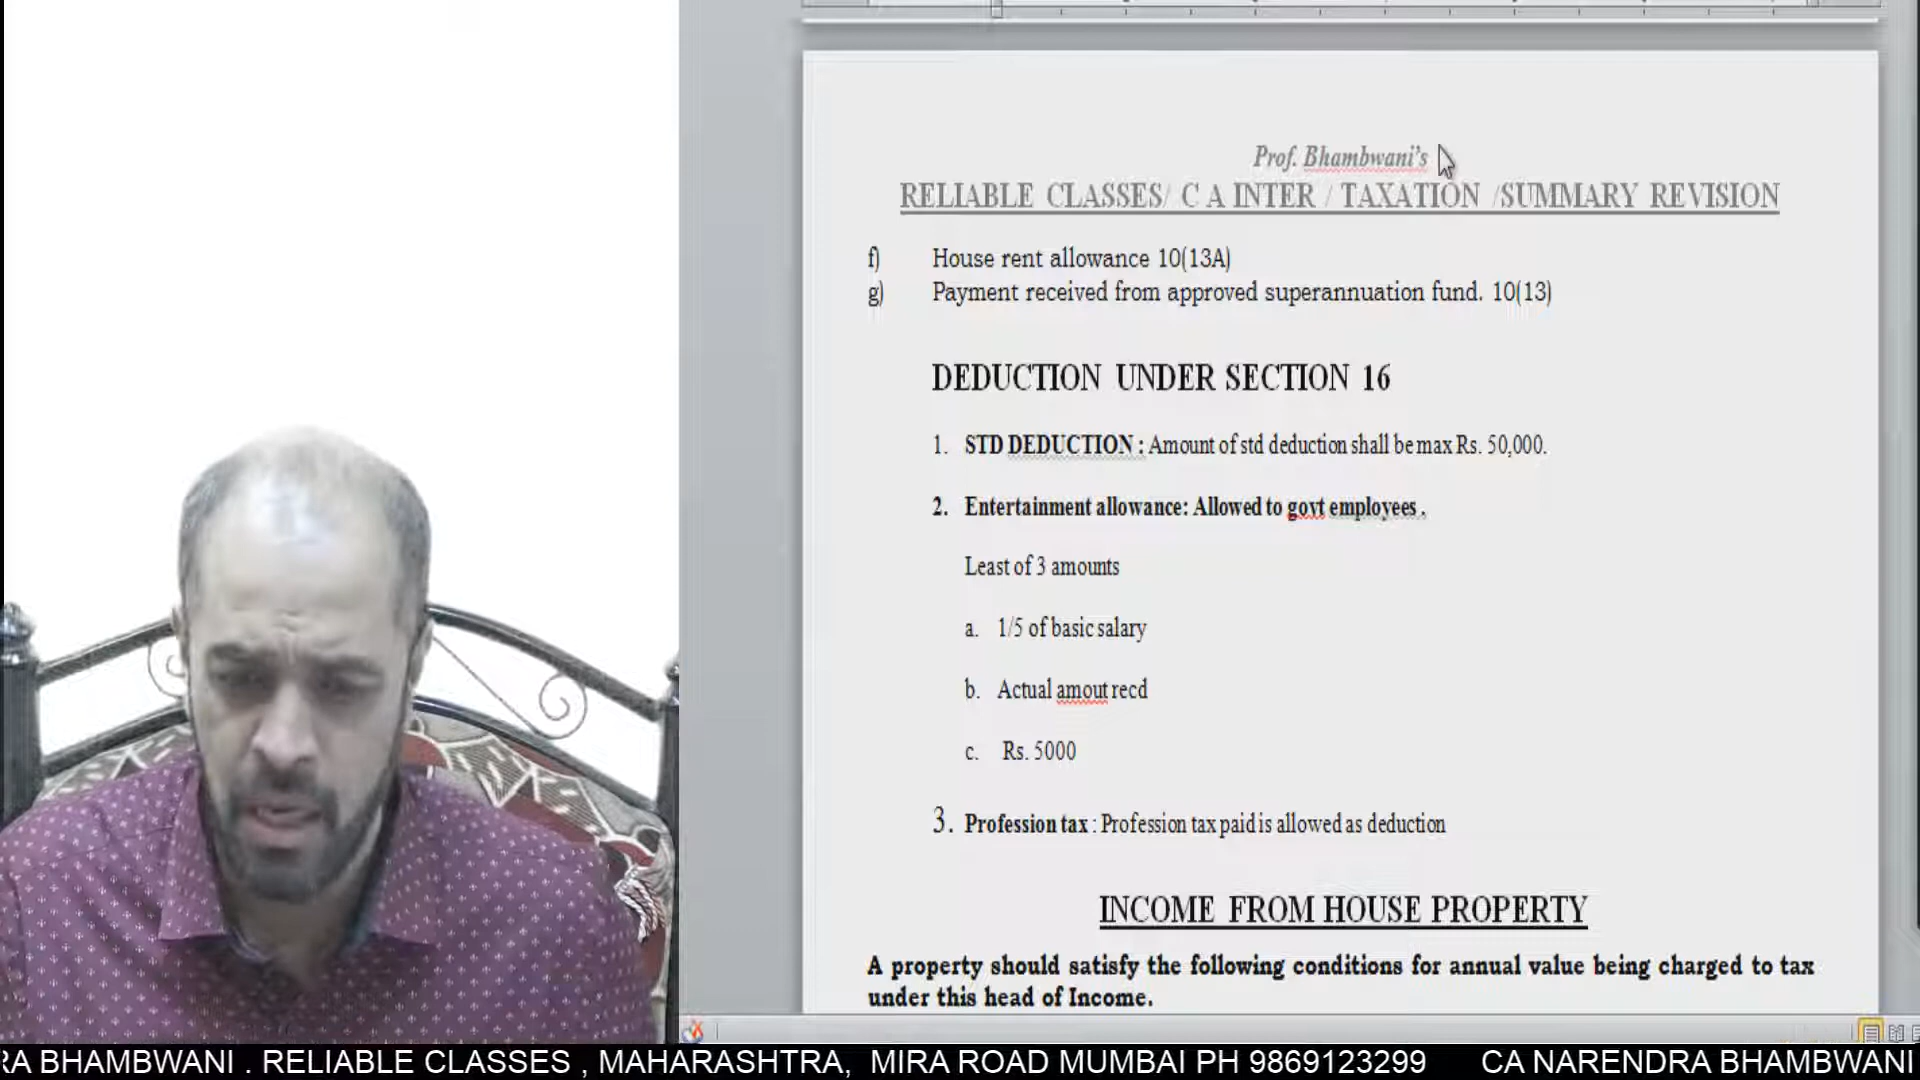 Prof. Bhambwani's
RELIABLE CLASSES/ C A INTER / TAXATION /SUMMARY REVISION
f) House rent allowance 10(13A)
g) Payment received from approved superannuation fund. 10(13)
DEDUCTION UNDER SECTION 16
1. STD DEDUCTION : Amount of std deduction shall be max Rs. 50,000.
2. Entertainment allowance: Allowed to govt employees .
Least of 3 amounts
a. 1/5 of basic salary
b. Actual amout recd
c. Rs. 5000
3. Profession tax : Profession tax paid is allowed as deduction
INCOME FROM HOUSE PROPERTY
A property should satisfy the following conditions for annual value being charged to tax
under this head of Income.
RA BHAMBWANI . RELIABLE CLASSES , MAHARASHTRA, MIRA ROAD MUMBAI PH 9869123299 CA NARENDRA BHAMBWANI